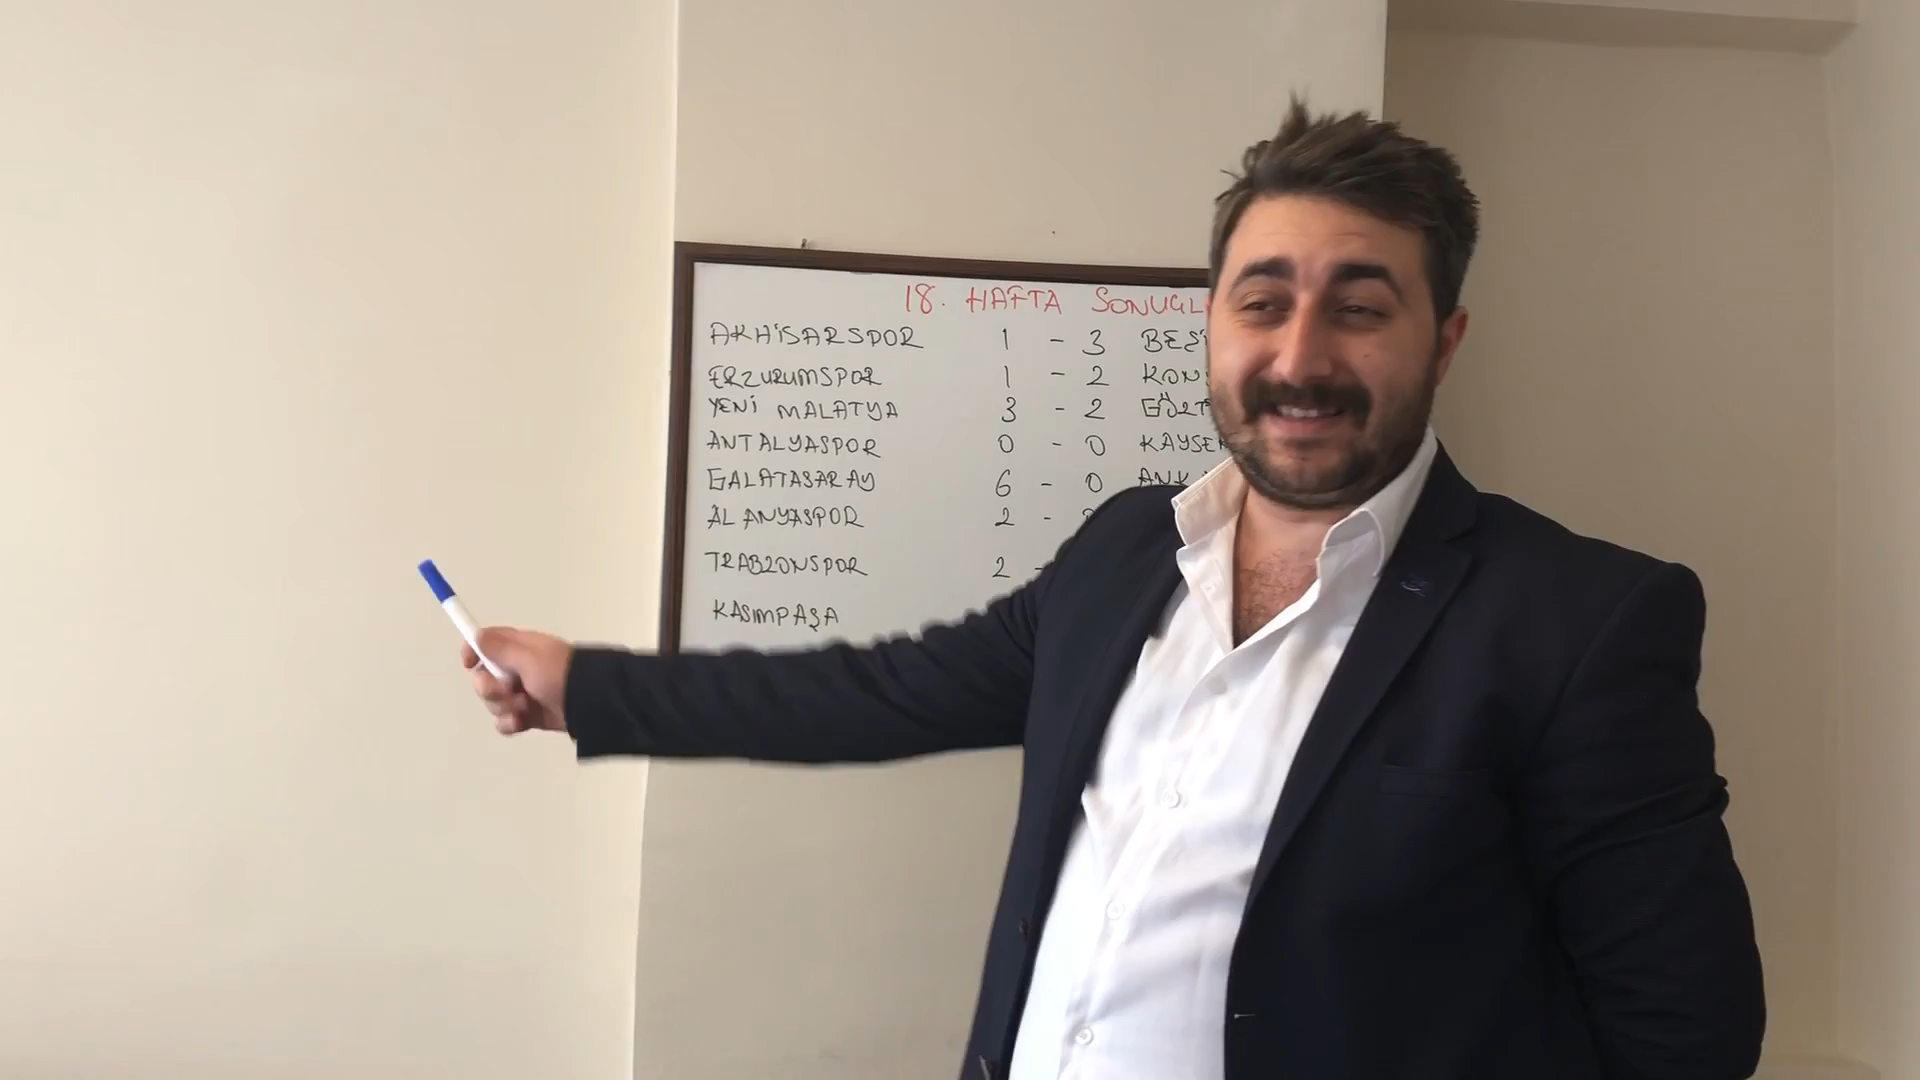 18. HAFTA
AKHİSARSPOR 1 - 3
ERZURUMSPOR 1 - 2
YENİ MALATYA 3 - 2
ANTALYASPOR 0 - 0
GALATASARAY 6 - 0
ALANYASPOR 2 -
TRABZONSPOR 2 -
KASIMPAŞA